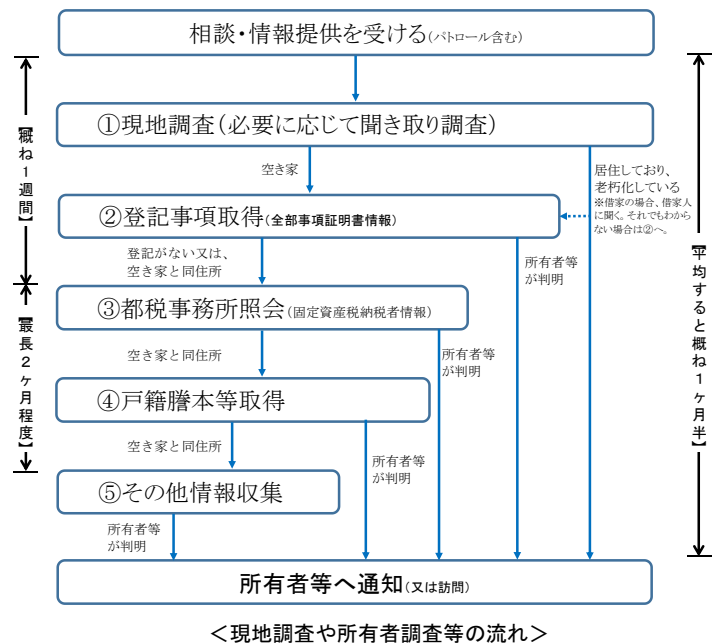 相談・情報提供を受ける(パトロール含む)
①現地調査(必要に応じて聞き取り調査)
空き家
居住しており、
老朽化している
※借家の場合、借家人
に聞く。それでもわから
ない場合は②へ。
②登記事項取得(全部事項証明書情報)
登記がない又は、
空き家と同住所
所有者等
が判明
③都税事務所照会(固定資産税納税者情報)
空き家と同住所
所有者等
が判明
④戸籍謄本等取得
空き家と同住所
所有者等
が判明
⑤その他情報収集
所有者等
が判明
所有者等へ通知(又は訪問)
【概ね1週間】
【最長2ヶ月程度】
【平均すると概ね1ヶ月半】
<現地調査や所有者調査等の流れ>